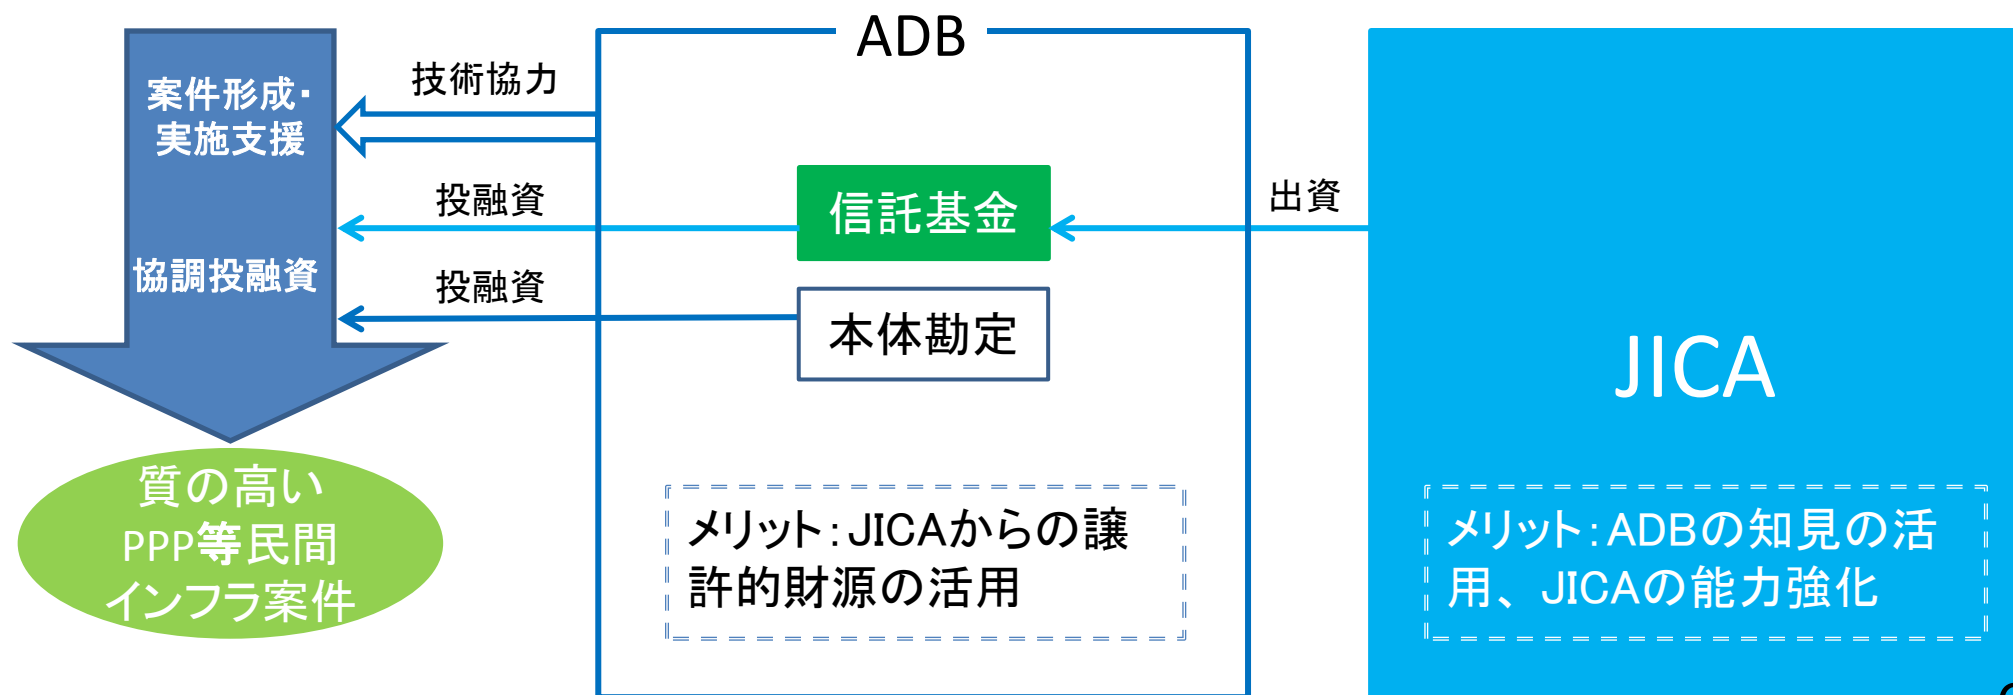 ADB
案件形成・
実施支援
技術協力
投融資
信託基金
出資
協調投融資
投融資
本体勘定
JICA
質の高い
PPP等民間
インフラ案件
メリット：JICAからの譲
許的財源の活用
メリット：ADBの知見の活
用、JICAの能力強化